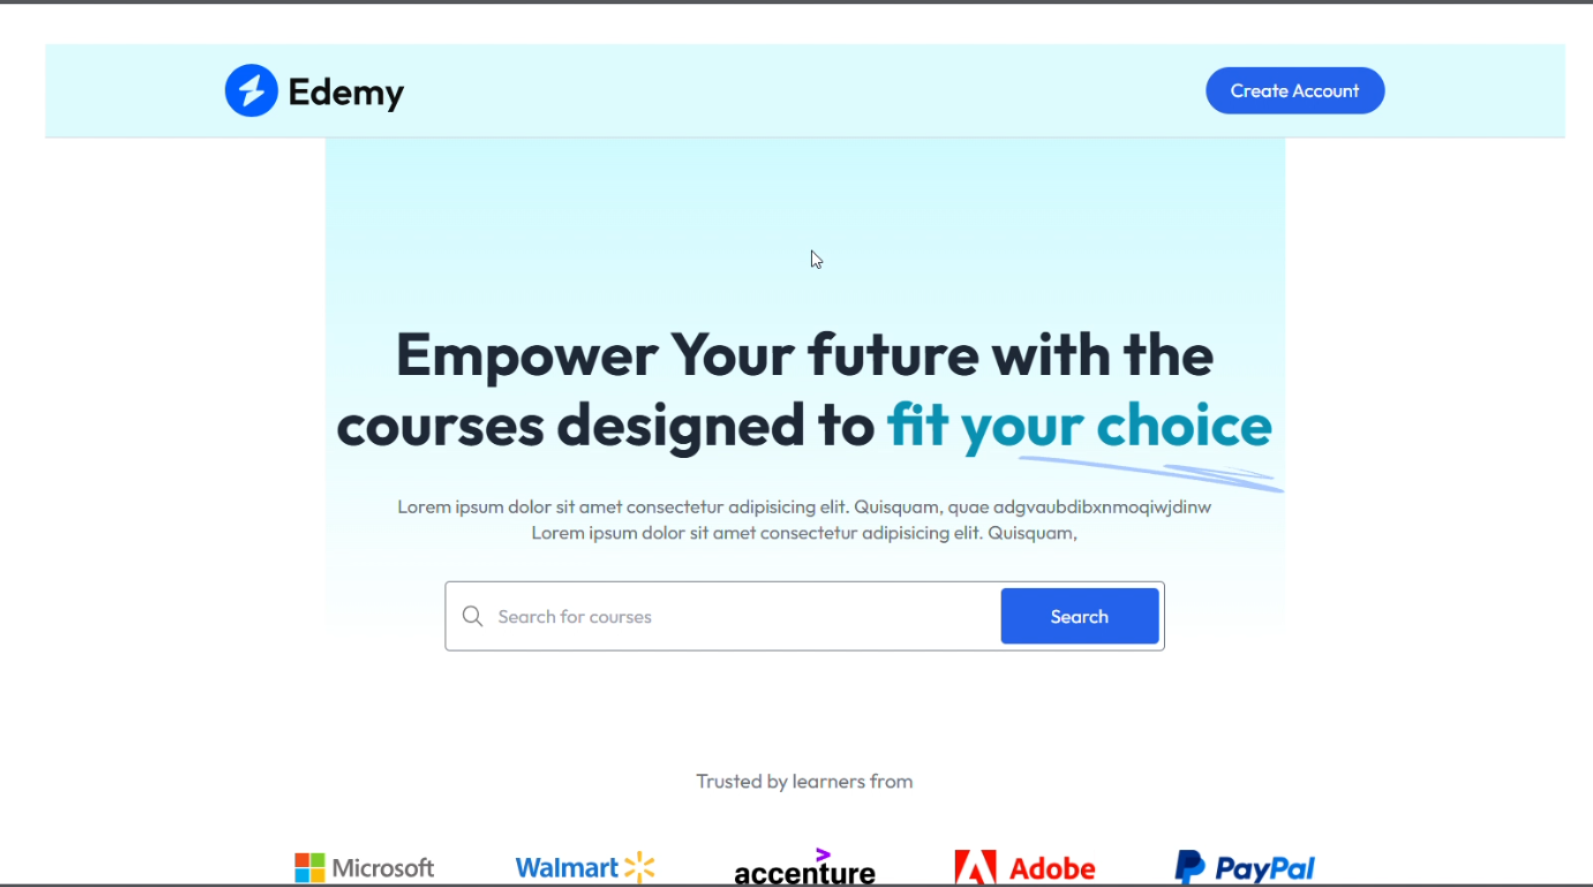 Edemy
Create Account
Empower Your future with the
courses designed to fit your choice
Lorem ipsum dolor sit amet consectetur adipisicing elit. Quisquam, quae adgvaubdibxnmoqiwjdinw
Lorem ipsum dolor sit amet consectetur adipisicing elit. Quisquam,
Search for courses
Search
Trusted by learners from
Microsoft
Walmart
accenture
Adobe
PayPal